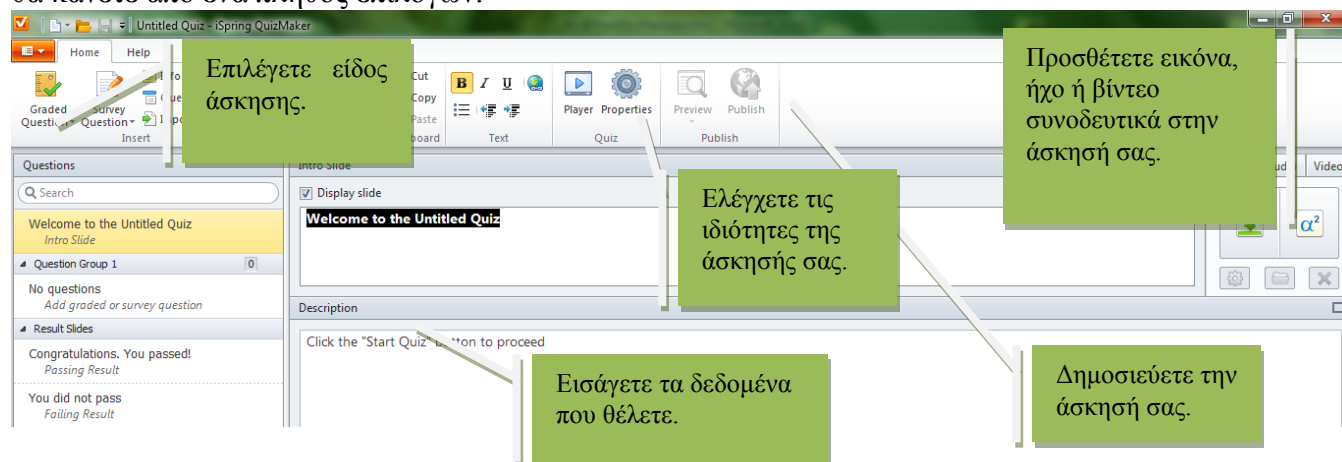 Untitled Quiz - iSpring QuizMaker
Home Help
Επιλέγετε είδος
άσκησης.
Cut
Copy
Paste
B I U
Graded
Question
Survey
Question
Insert
Text
Player Properties
Quiz
Preview Publish
Publish
Προσθέτετε εικόνα,
ήχο ή βίντεο
συνοδευτικά στην
άσκησή σας.
Questions
Intro Slide
Video
Search
Display slide
Welcome to the Untitled Quiz
Intro Slide
Welcome to the Untitled Quiz
Ελέγχετε τις
ιδιότητες της
άσκησής σας.
α²
Question Group 1 0
No questions
Add graded or survey question
Description
Result Slides
Click the "Start Quiz" button to proceed
Congratulations. You passed!
Passing Result
You did not pass
Failing Result
Εισάγετε τα δεδομένα
που θέλετε.
Δημοσιεύετε την
άσκησή σας.